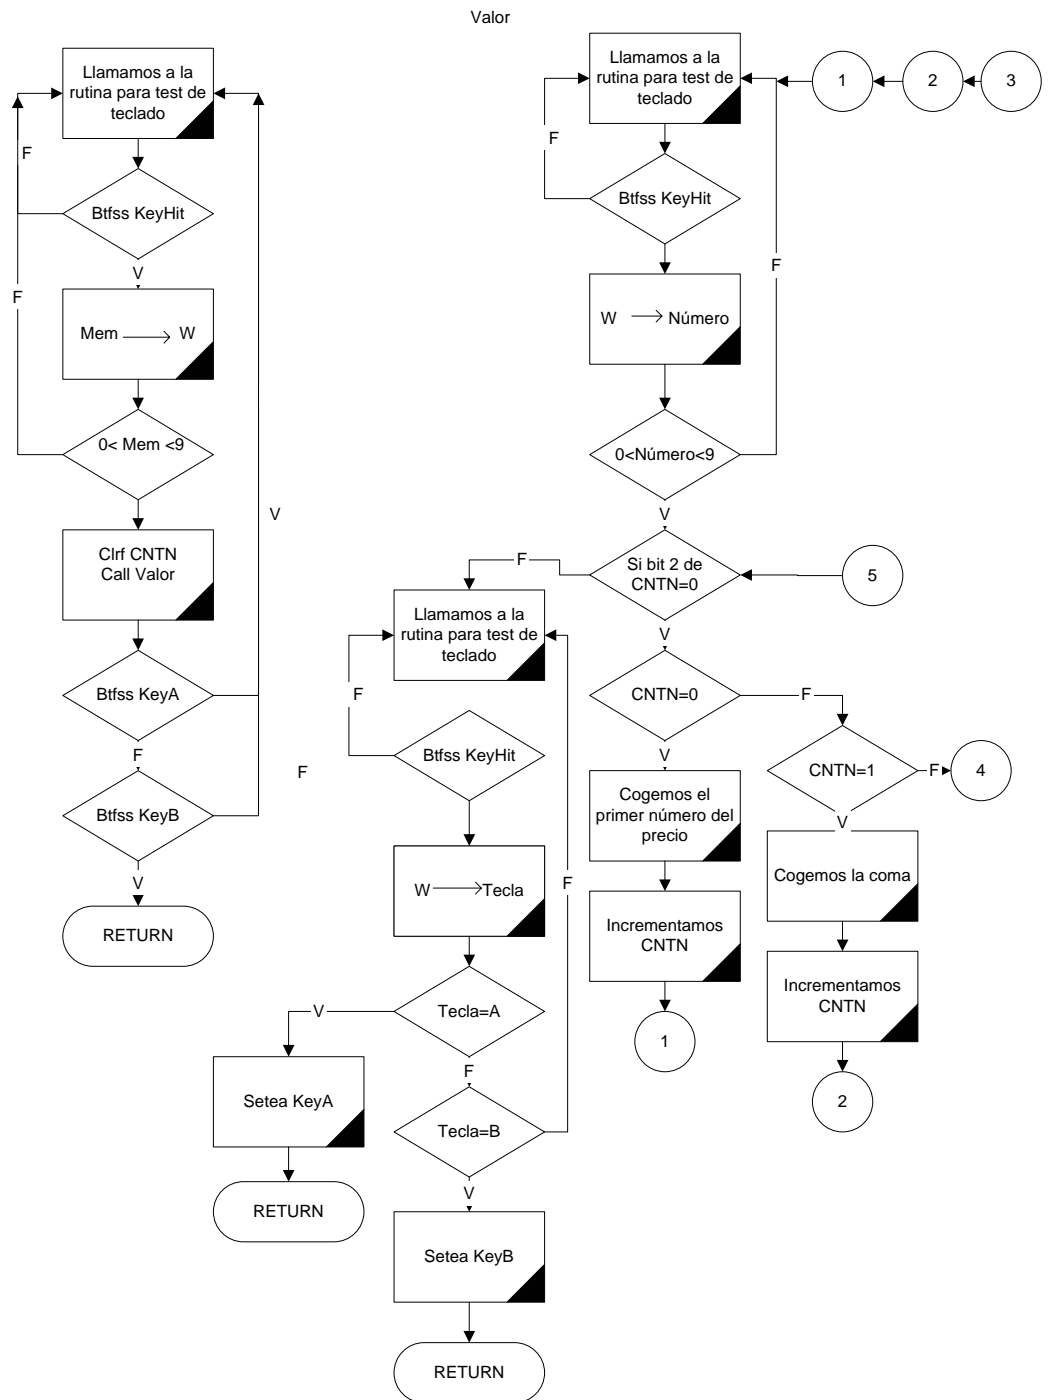 Valor
Llamamos a la
rutina para test de
teclado
F
Btfss KeyHit
V
F
Mem
W
0< Mem <9
V
Clrf CNTN
Call Valor
Btfss KeyA
F
Btfss KeyB
V
RETURN
Llamamos a la
rutina para test de
teclado
1
2
3
F
Btfss KeyHit
F
W
Número
0<Número<9
V
Si bit 2 de
CNTN=0
5
F
V
Llamamos a la
rutina para test de
teclado
F
Btfss KeyHit
F
W
Tecla
F
Tecla=A
V
F
Setea KeyA
RETURN
Tecla=B
V
Setea KeyB
RETURN
CNTN=0
F
V
Cogemos el
primer número del
precio
Incrementamos
CNTN
1
CNTN=1
F
4
V
Cogemos la coma
Incrementamos
CNTN
2